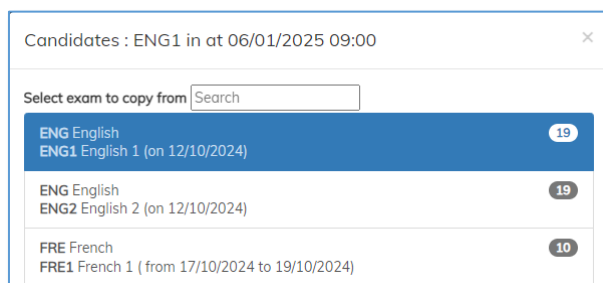 Candidates : ENG1 in at 06/01/2025 09:00 ×
Select exam to copy from Search
ENG English 19
ENG1 English 1 (on 12/10/2024)
ENG English 19
ENG2 English 2 (on 12/10/2024)
FRE French 10
FRE1 French 1 ( from 17/10/2024 to 19/10/2024)